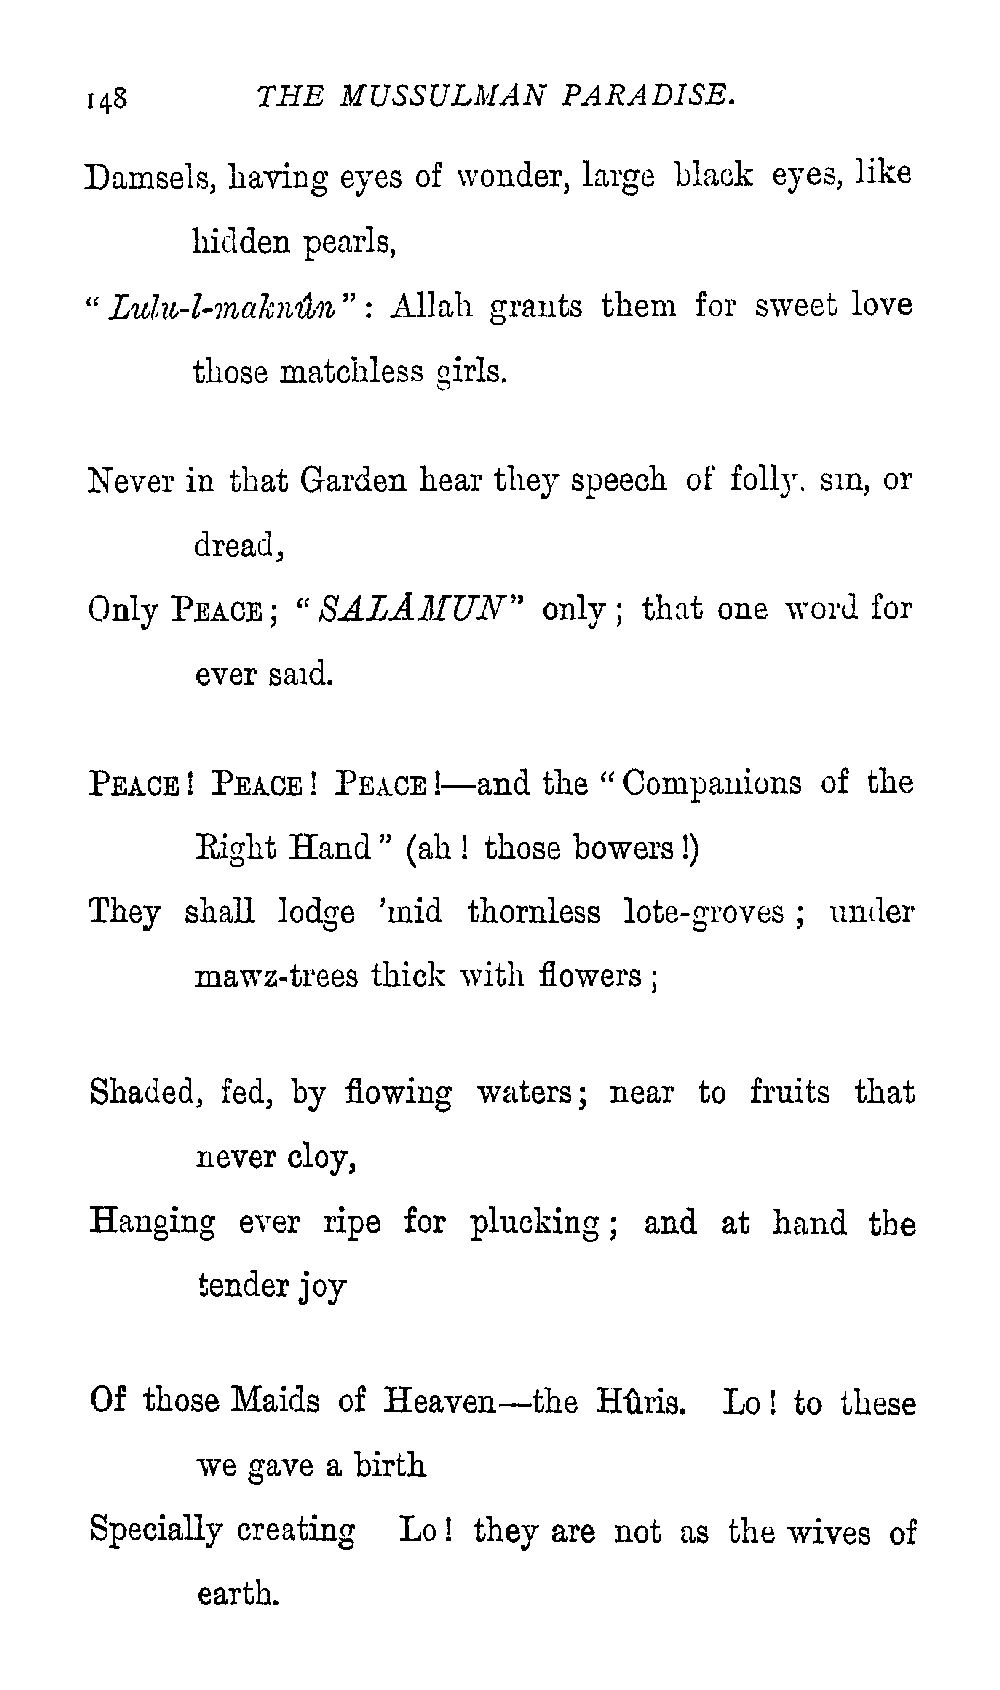 148 THE MUSSULMAN PARADISE.
Damsels, having eyes of wonder, large black eyes, like
hidden pearls,
“Lulu-l-maknûn”: Allah grants them for sweet love
those matchless girls.
Never in that Garden hear they speech of folly. sin, or
dread,
Only PEACE; “SALÂMUN” only; that one word for
ever said.
PEACE! PEACE! PEACE!—and the “Companions of the
Right Hand” (ah! those bowers!)
They shall lodge ’mid thornless lote-groves; under
mawz-trees thick with flowers;
Shaded, fed, by flowing waters; near to fruits that
never cloy,
Hanging ever ripe for plucking; and at hand the
tender joy
Of those Maids of Heaven—the Hûris. Lo! to these
we gave a birth
Specially creating Lo! they are not as the wives of
earth.